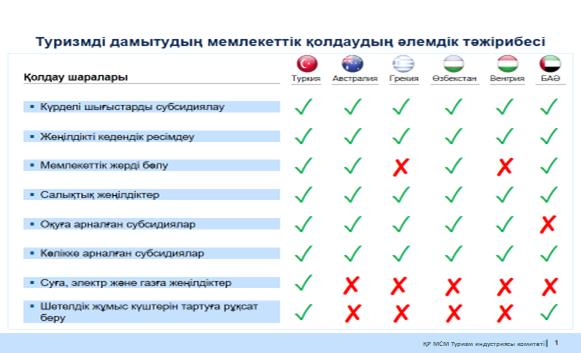 Туризмді дамытудың мемлекеттік қолдаудың әлемдік тәжірибесі
Қолдау шаралары
Туркия Австралия Грекия Өзбекстан Венгрия БАӘ
▪ Күрделі шығыстарды субсидиялау
▪ Жеңілдікті кедендік ресімдеу
▪ Мемлекеттік жерді бөлу
▪ Салықтық жеңілдіктер
▪ Оқуға арналған субсидиялар
▪ Көлікке арналған субсидиялар
▪ Суға, электр және газға жеңілдіктер
▪ Шетелдік жұмыс күштерін тартуға рұқсат
беру
ҚР МСМ Туризм индустриясы комитеті 1